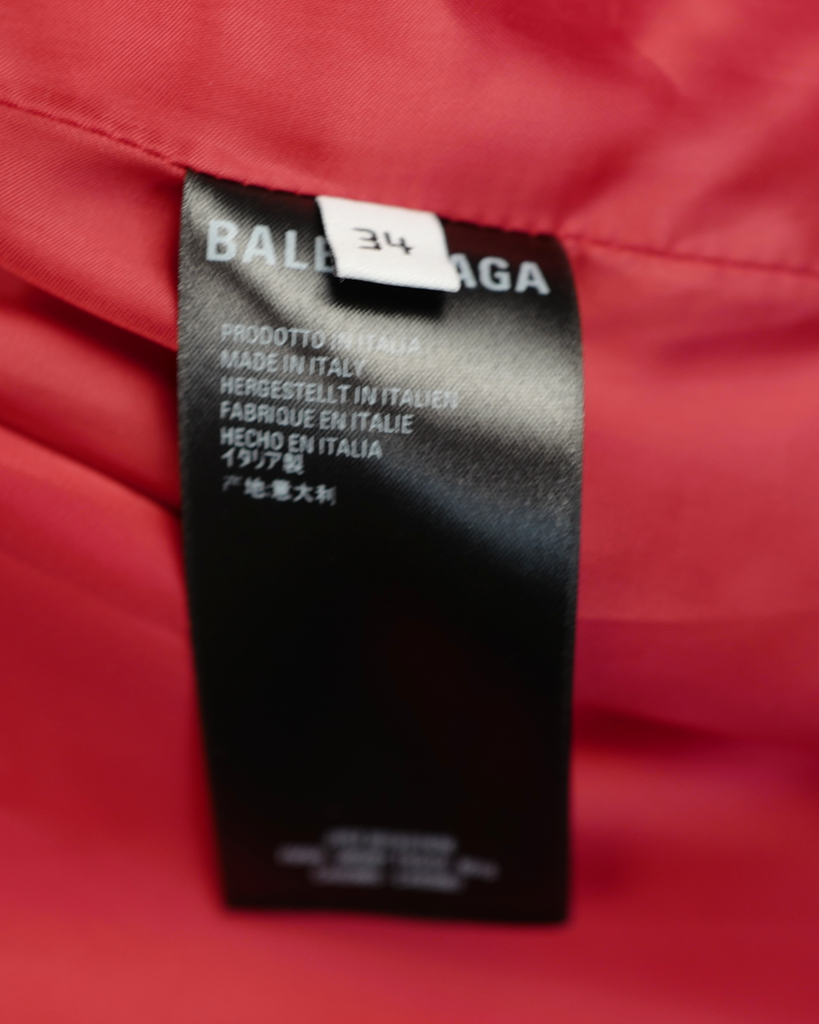 BALE AGA
34
PRODOTTO IN ITALIA
MADE IN ITALY
HERGESTELLT IN ITALIEN
FABRIQUE EN ITALIE
HECHO EN ITALIA
イタリア製
产地:意大利